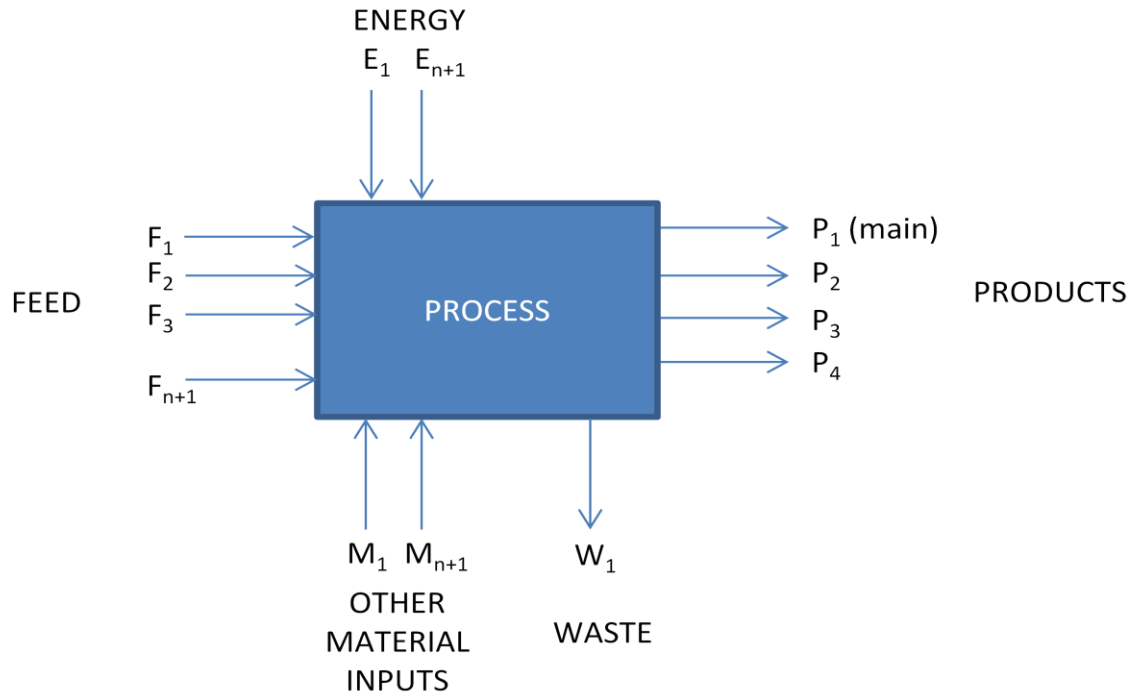 ENERGY
E₁ Eₙ₊₁
F₁
F₂
F₃
Fₙ₊₁
FEED
PROCESS
P₁ (main)
P₂
P₃
P₄
PRODUCTS
M₁ Mₙ₊₁
OTHER
MATERIAL
INPUTS
W₁
WASTE